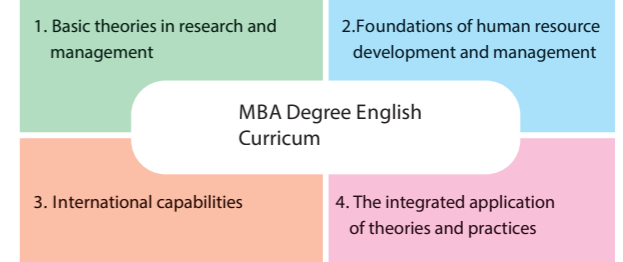 1. Basic theories in research and
management
2.Foundations of human resource
development and management
MBA Degree English
Curricum
3. International capabilities
4. The integrated application
of theories and practices